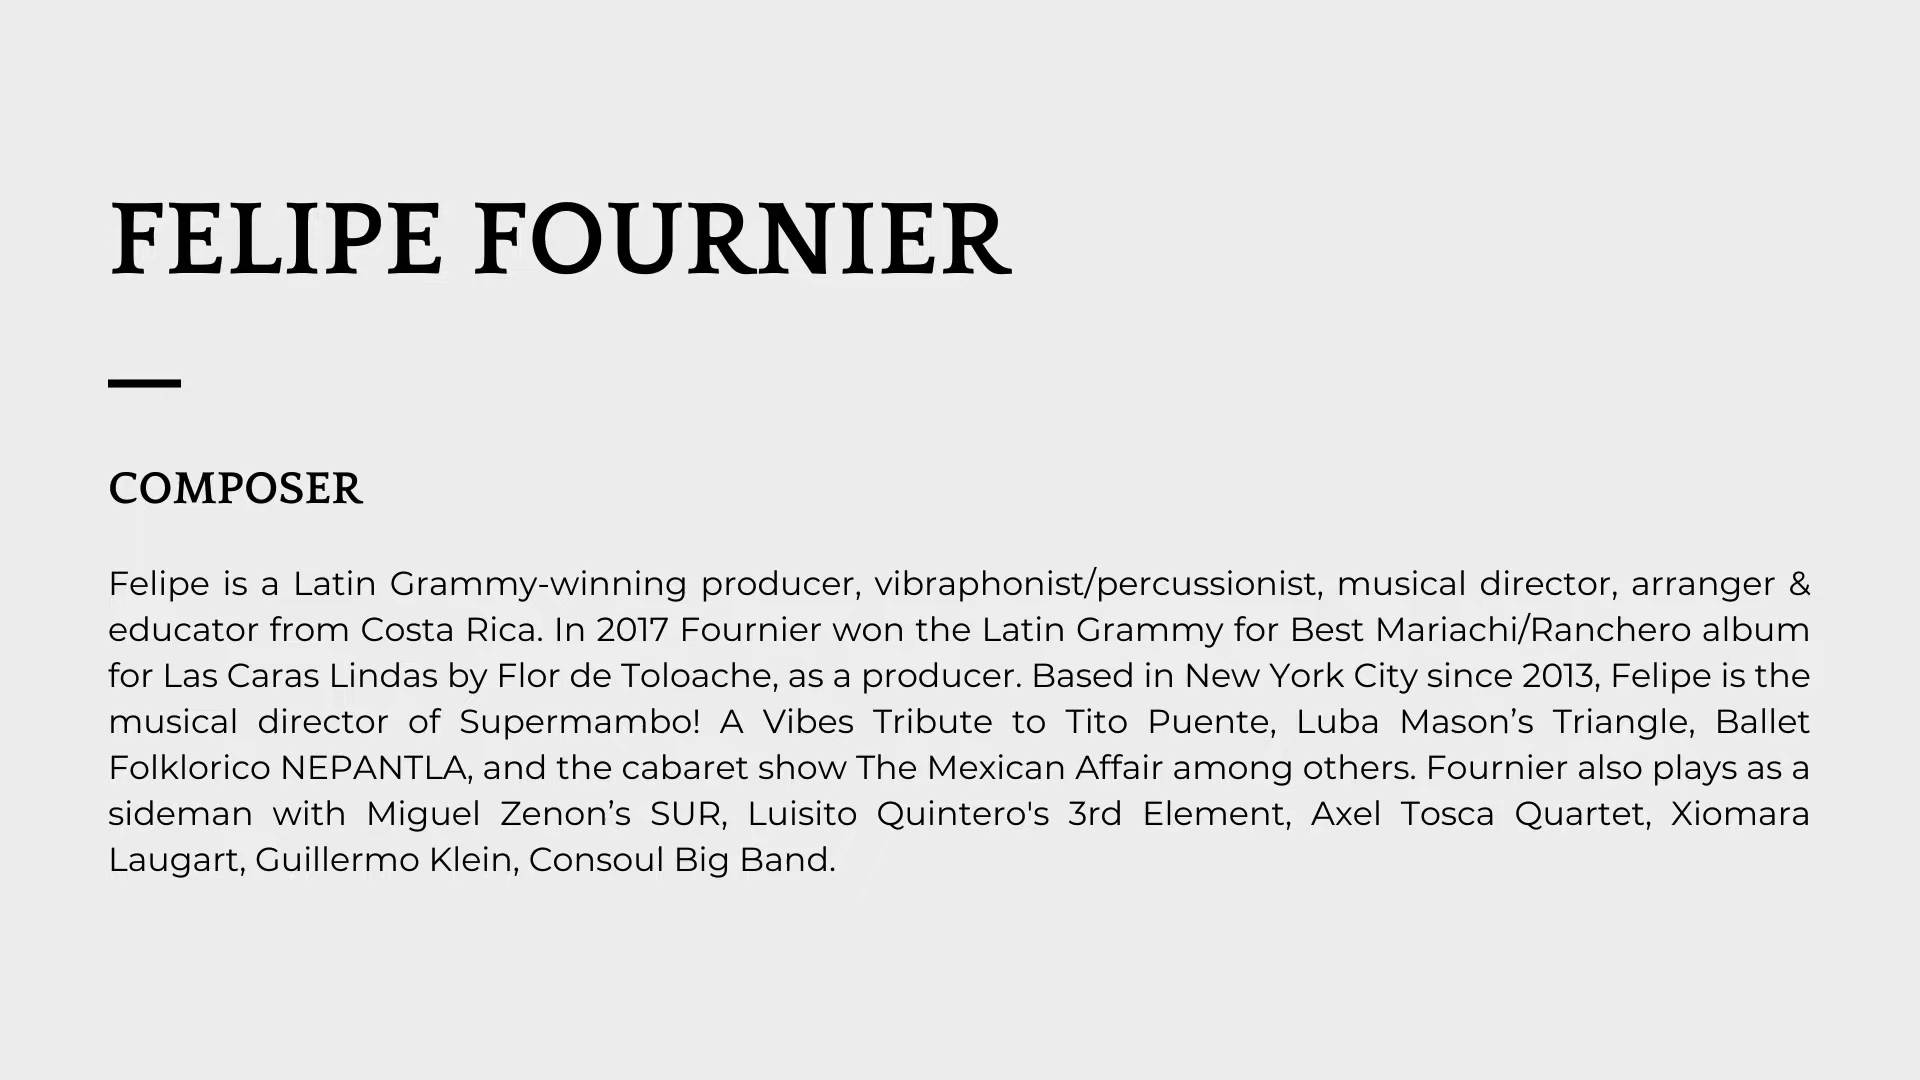 FELIPE FOURNIER
COMPOSER
Felipe is a Latin Grammy-winning producer, vibraphonist/percussionist, musical director, arranger &
educator from Costa Rica. In 2017 Fournier won the Latin Grammy for Best Mariachi/Ranchero album
for Las Caras Lindas by Flor de Toloache, as a producer. Based in New York City since 2013, Felipe is the
musical director of Supermambo! A Vibes Tribute to Tito Puente, Luba Mason’s Triangle, Ballet
Folklorico NEPANTLA, and the cabaret show The Mexican Affair among others. Fournier also plays as a
sideman with Miguel Zenon’s SUR, Luisito Quintero's 3rd Element, Axel Tosca Quartet, Xiomara
Laugart, Guillermo Klein, Consoul Big Band.